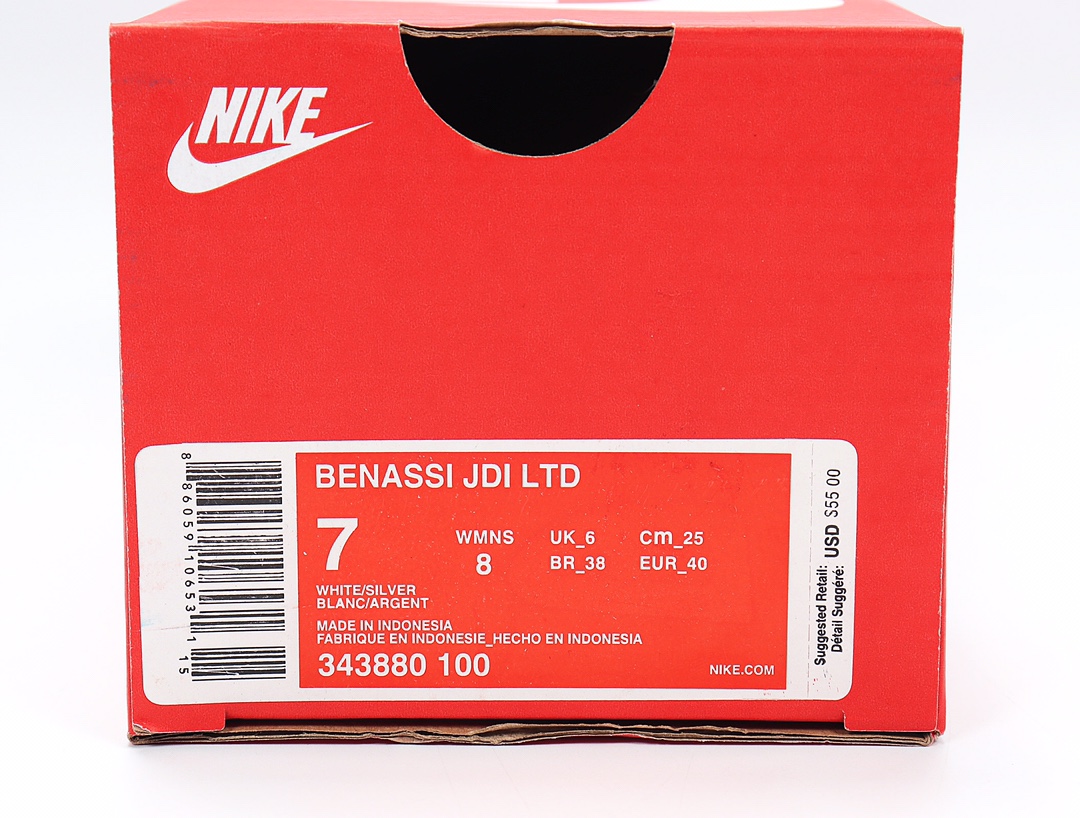 NIKE
BENASSI JDI LTD
7
WMNS
8
UK_6
BR_38
Cm_25
EUR_40
WHITE/SILVER
BLANC/ARGENT
MADE IN INDONESIA
FABRIQUE EN INDONESIE_HECHO EN INDONESIA
343880 100
NIKE.COM
8 86059 10653 1 15
Suggested Retail: USD S55 00
Détail Suggéré: